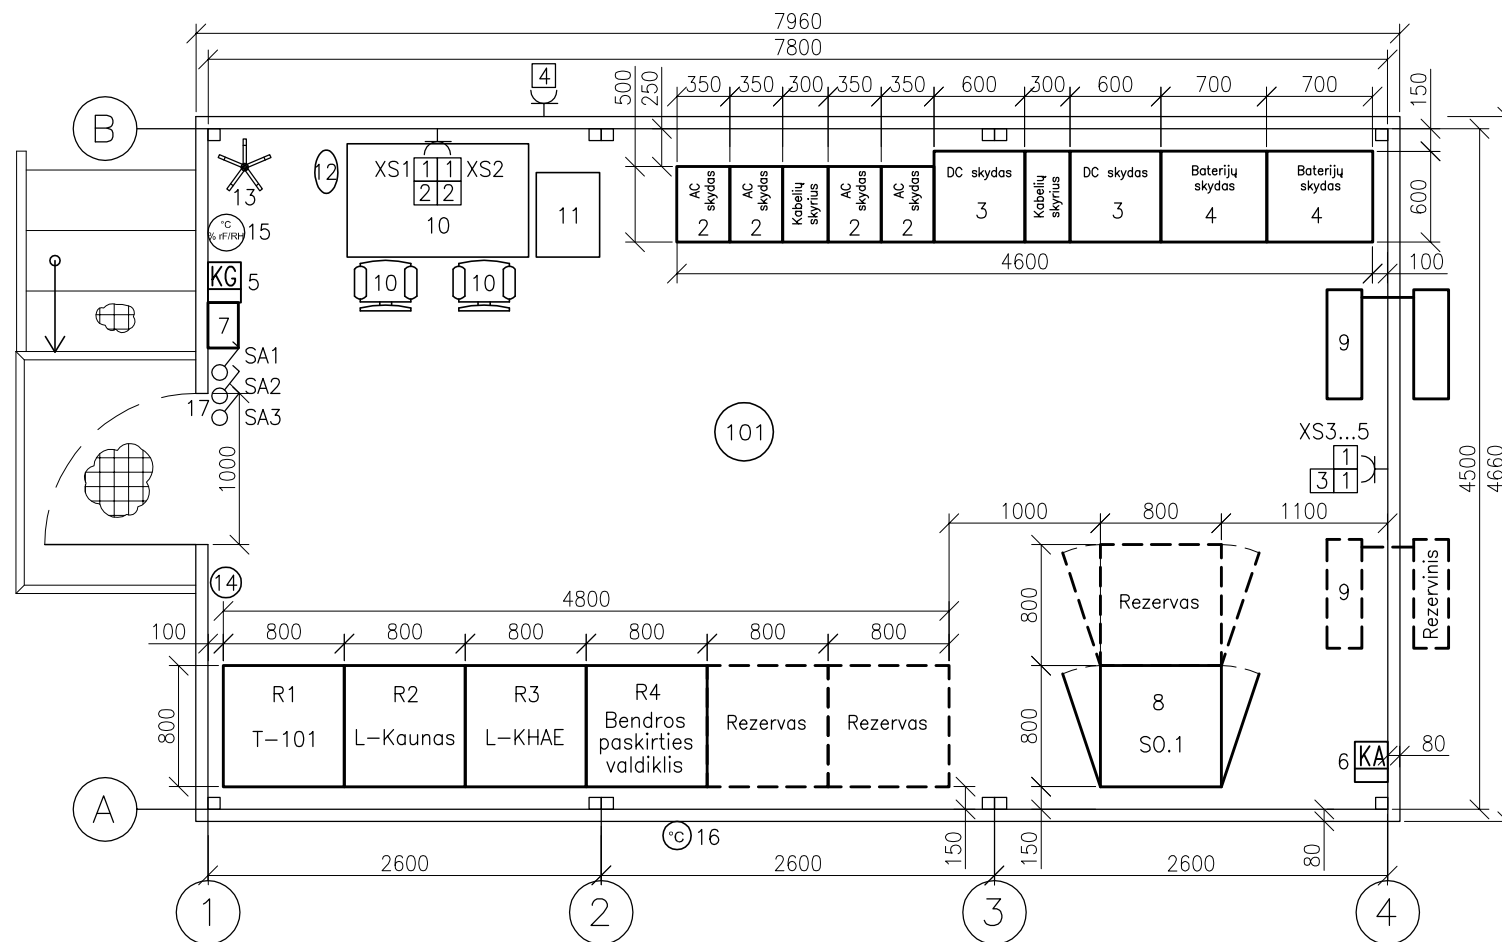 7960
7800
4
500
250
350
350
300
350
350
600
300
600
700
700
150
B
12
XS1
1
1
XS2
2
2
10
11
13
°C
% rF/RH
15
KG
5
7
10
10
AC skydas
2
AC skydas
2
Kabelių skyrius
AC skydas
2
AC skydas
2
DC skydas
3
Kabelių skyrius
DC skydas
3
Baterijų
skydas
4
Baterijų
skydas
4
600
4600
100
9
SA1
SA2
SA3
17
1000
101
XS3...5
1
3
1
4500
4660
1000
800
1100
14
4800
800
Rezervas
9
Rezervinis
100
800
800
800
800
800
800
800
R1
T-101
R2
L-Kaunas
R3
L-KHAE
R4
Bendros
paskirties
valdiklis
Rezervas
Rezervas
800
8
SO.1
6
KA
80
A
°C
16
150
150
80
2600
2600
2600
1
2
3
4